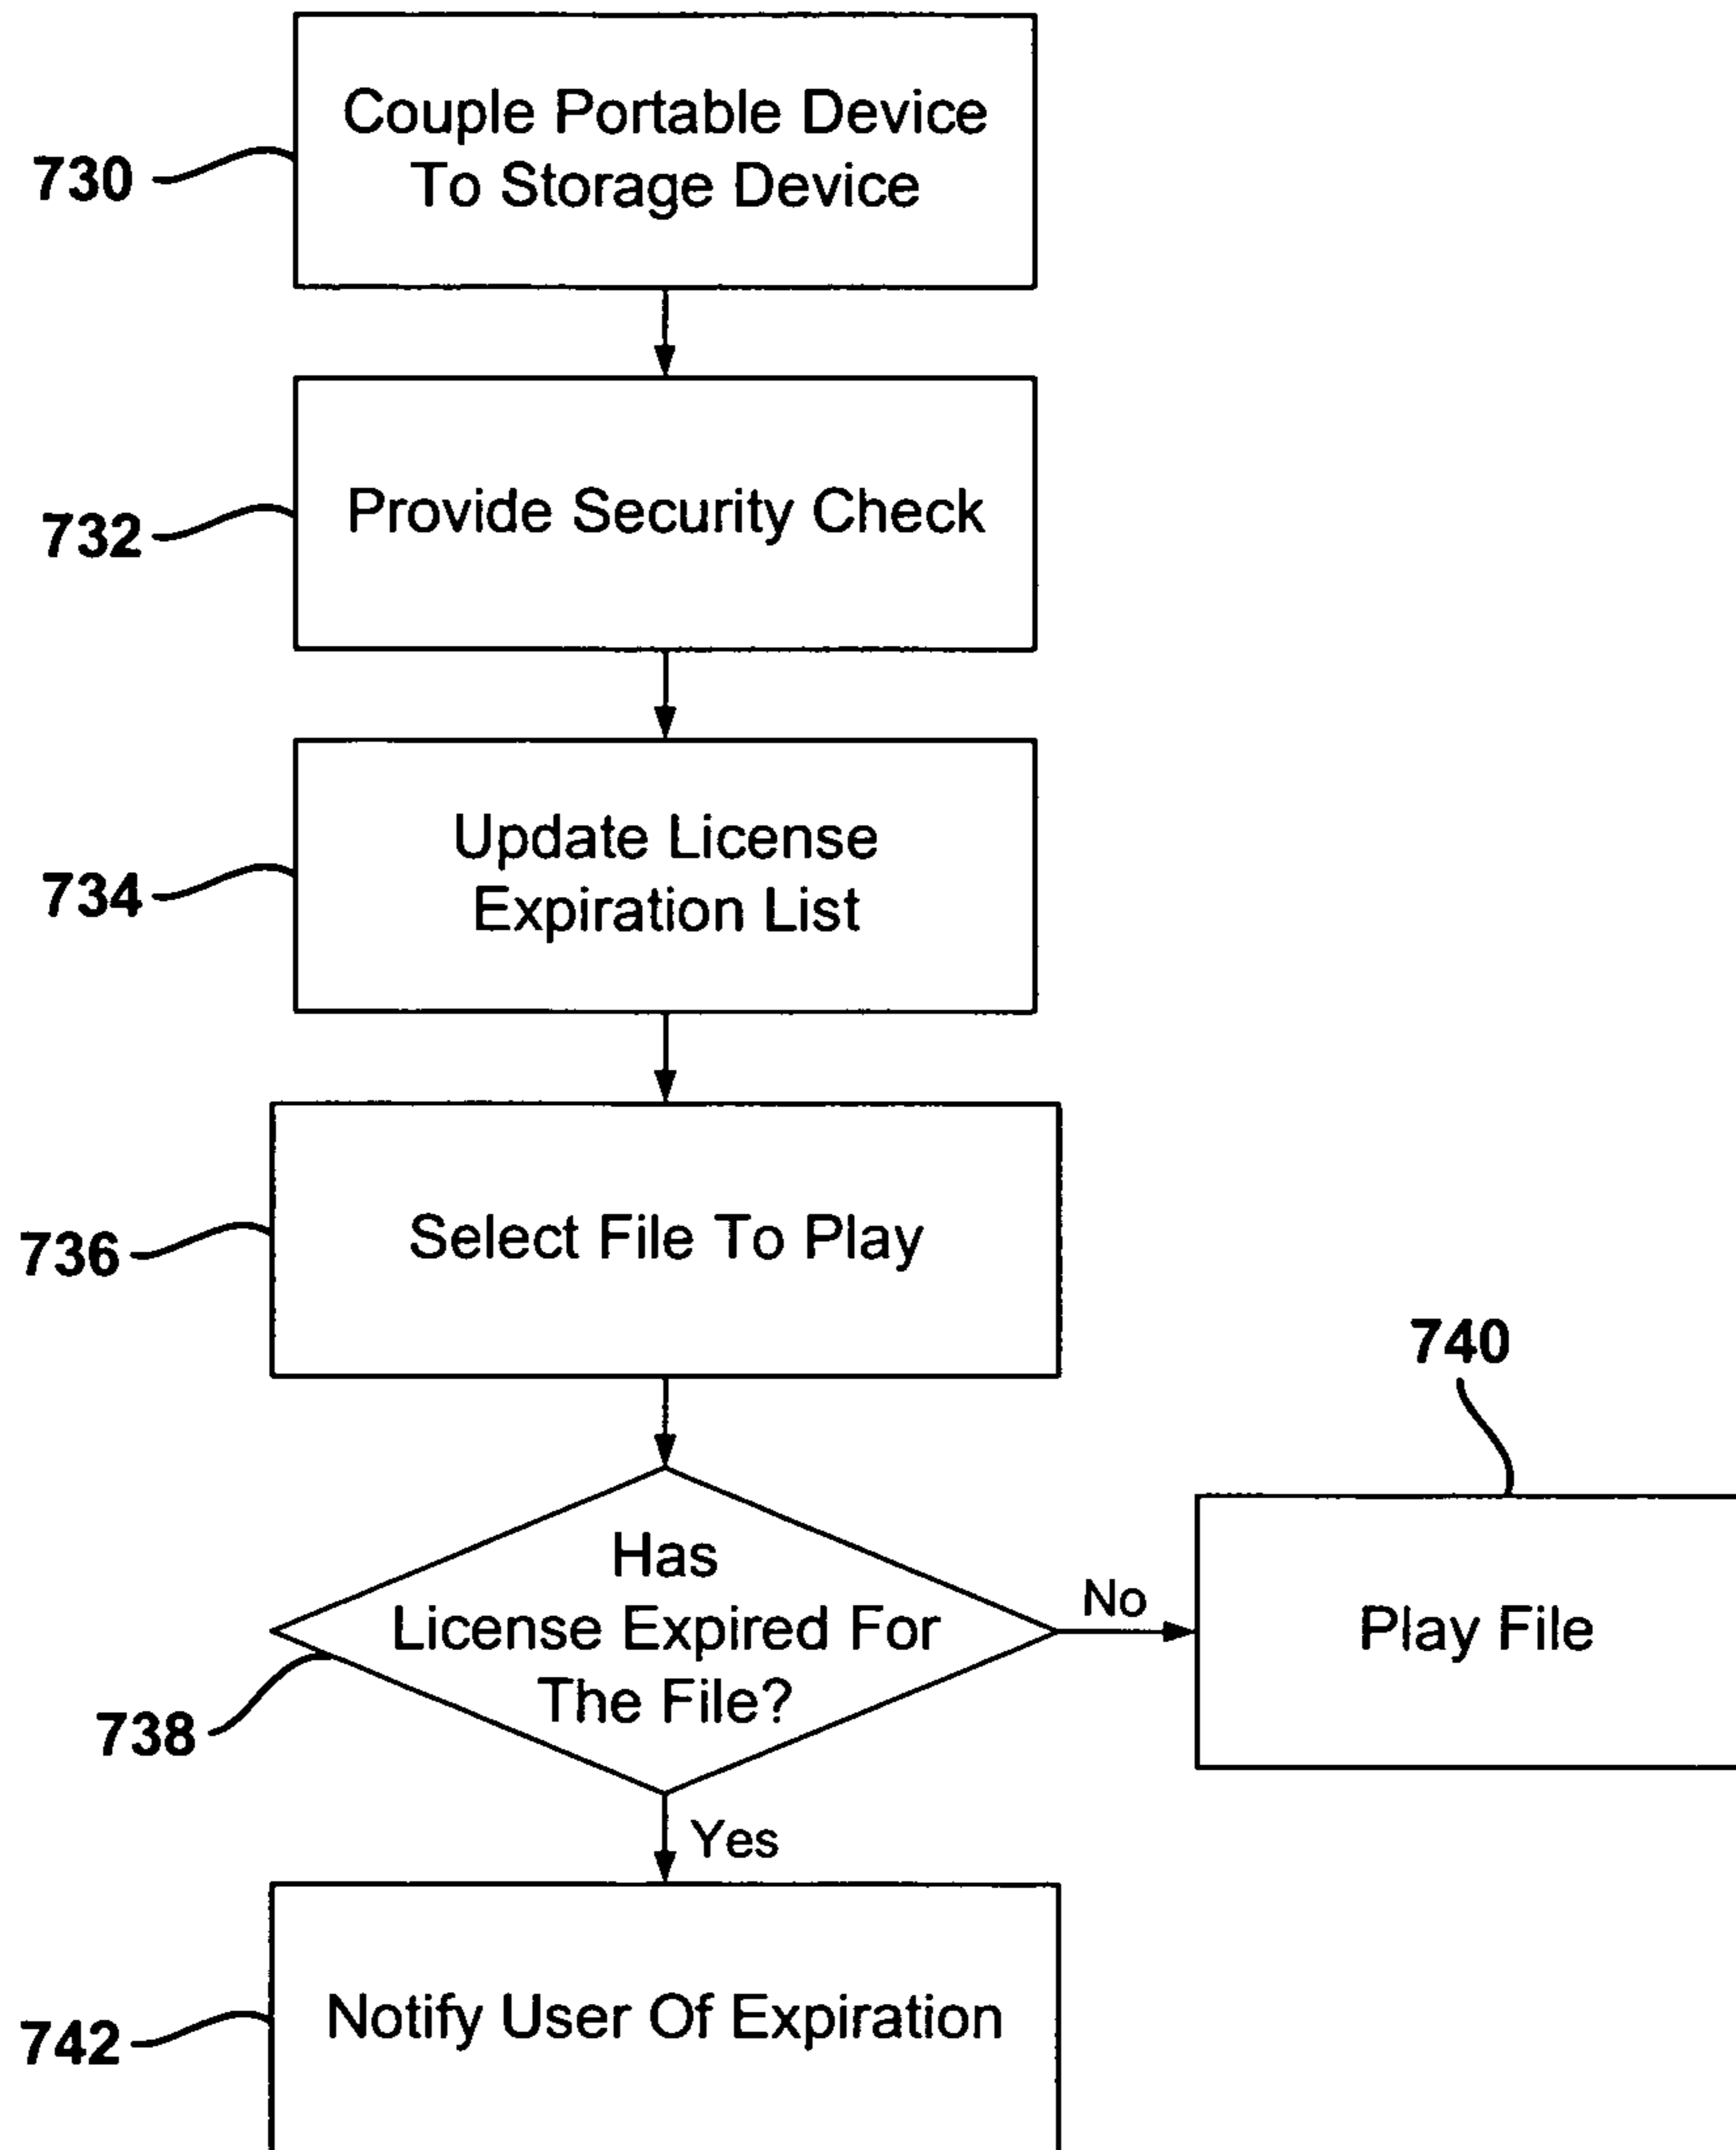 Couple Portable Device
To Storage Device
730
Provide Security Check
732
Update License
Expiration List
734
Select File To Play
736
740
Has
License Expired For
The File?
No
Play File
738
Yes
Notify User Of Expiration
742